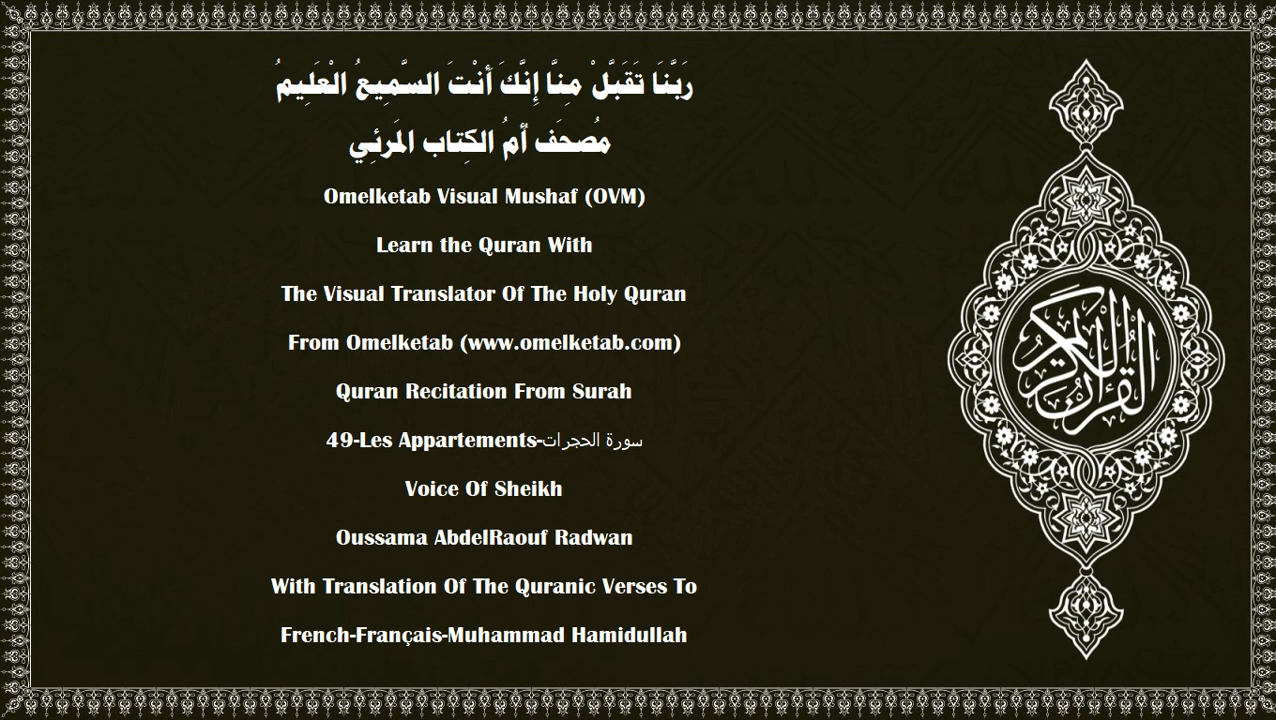 رَبَّنَا تَقَبَّلْ مِنَّا إِنَّكَ أَنْتَ السَّمِيعُ الْعَلِيمُ
مُصحَف أمُ الكِتاب المَرئِي
Omelketab Visual Mushaf (OVM)
Learn the Quran With
The Visual Translator Of The Holy Quran
From Omelketab (www.omelketab.com)
Quran Recitation From Surah
49-Les Appartements-سورة الحجرات
Voice Of Sheikh
Oussama AbdelRaouf Radwan
With Translation Of The Quranic Verses To
French-Français-Muhammad Hamidullah
القرآن الكريم